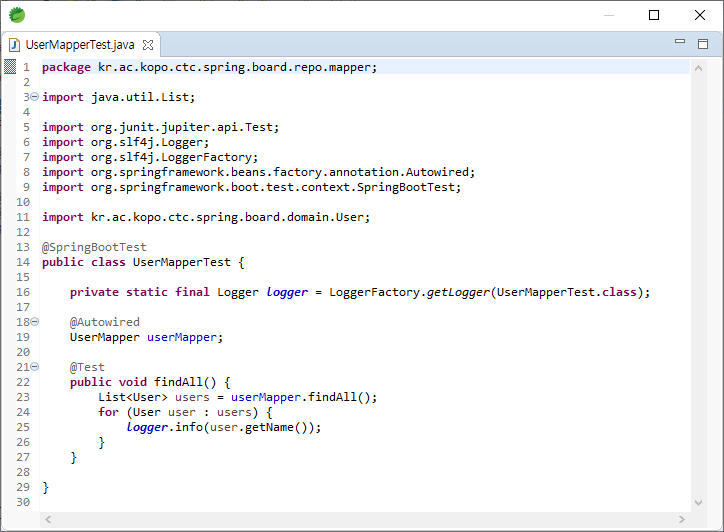 UserMapperTest.java
1 package kr.ac.kopo.ctc.spring.board.repo.mapper;
2
3 import java.util.List;
4
5 import org.junit.jupiter.api.Test;
6 import org.slf4j.Logger;
7 import org.slf4j.LoggerFactory;
8 import org.springframework.beans.factory.annotation.Autowired;
9 import org.springframework.boot.test.context.SpringBootTest;
10
11 import kr.ac.kopo.ctc.spring.board.domain.User;
12
13 @SpringBootTest
14 public class UserMapperTest {
15
16     private static final Logger logger = LoggerFactory.getLogger(UserMapperTest.class);
17
18     @Autowired
19     UserMapper userMapper;
20
21     @Test
22     public void findAll() {
23         List<User> users = userMapper.findAll();
24         for (User user : users) {
25             logger.info(user.getName());
26         }
27     }
28
29 }
30